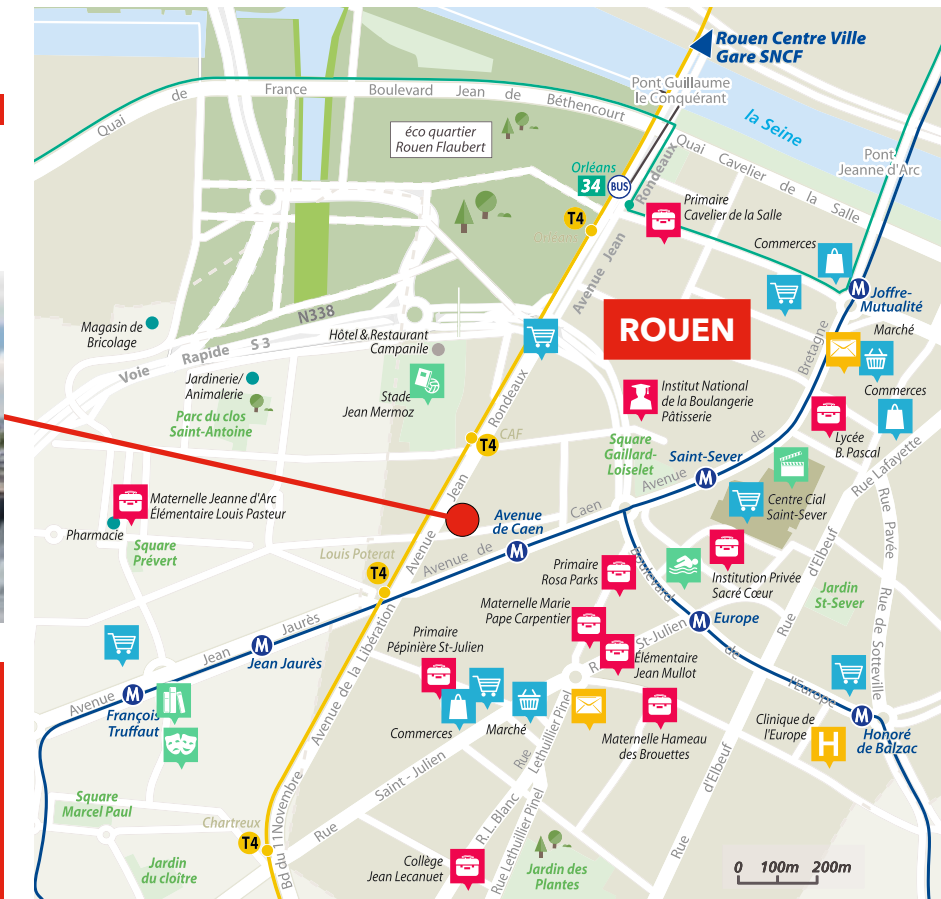 Rouen Centre Ville
Gare SNCF
Pont Guillaume
le Conquérant
Quai de France Boulevard Jean de Béthencourt
la Seine
éco quartier
Rouen Flaubert
Quai Cavelier de la Salle
Pont
Jeanne d'Arc
Orléans
34
BUS
Rondeaux
Primaire
Cavelier de la Salle
T4
Orléans
Avenue Jean
Commerces
M
Joffre-
Mutualité
ROUEN
N338
Magasin de
Bricolage
Hôtel & Restaurant
Campanile
Voie Rapide S3
Marché
Bretagne
Jardinerie/
Animalerie
Stade
Jean Mermoz
Institut National
de la Boulangerie
Pâtisserie
Commerces
Parc du clos
Saint-Antoine
Rondeaux
Lycée
B. Pascal
CAF
T4
Square
Gaillard-
Loiselet
Saint-Sever
M
Avenue de
Rue Lafayette
Maternelle Jeanne d'Arc
Élémentaire Louis Pasteur
Jean
Avenue
de Caen
Caen
Centre Cial
Saint-Sever
Rue Pavée
Pharmacie
Square
Prévert
Louis Poterat
T4
Avenue
Avenue de
M
Primaire
Rosa Parks
Boulevard
Institution Privée
Sacré Cœur
d'Elbeuf
Jardin
St-Sever
Maternelle Marie
Pape Carpentier
M
Europe
Rue
Rue de Sotteville
Primaire
Pépinière St-Julien
R. St-Julien
de
Élémentaire
Jean Mullot
Avenue Jean Jaurès
M
Jean Jaurès
M
François
Truffaut
Avenue de la Libération
Commerces
Marché
Rue Lethuillier Pinel
Maternelle Hameau
des Brouettes
l'Europe
Clinique de
l'Europe
H
M
Honoré
de Balzac
d'Elbeuf
Rue
Rue Saint-Julien
Square
Marcel Paul
Chartreux
T4
Bd du 11 Novembre
R. L. Blanc
Rue Lethuillier Pinel
Jardin
du cloître
Collège
Jean Lecanuet
Jardin des
Plantes
0 100m 200m